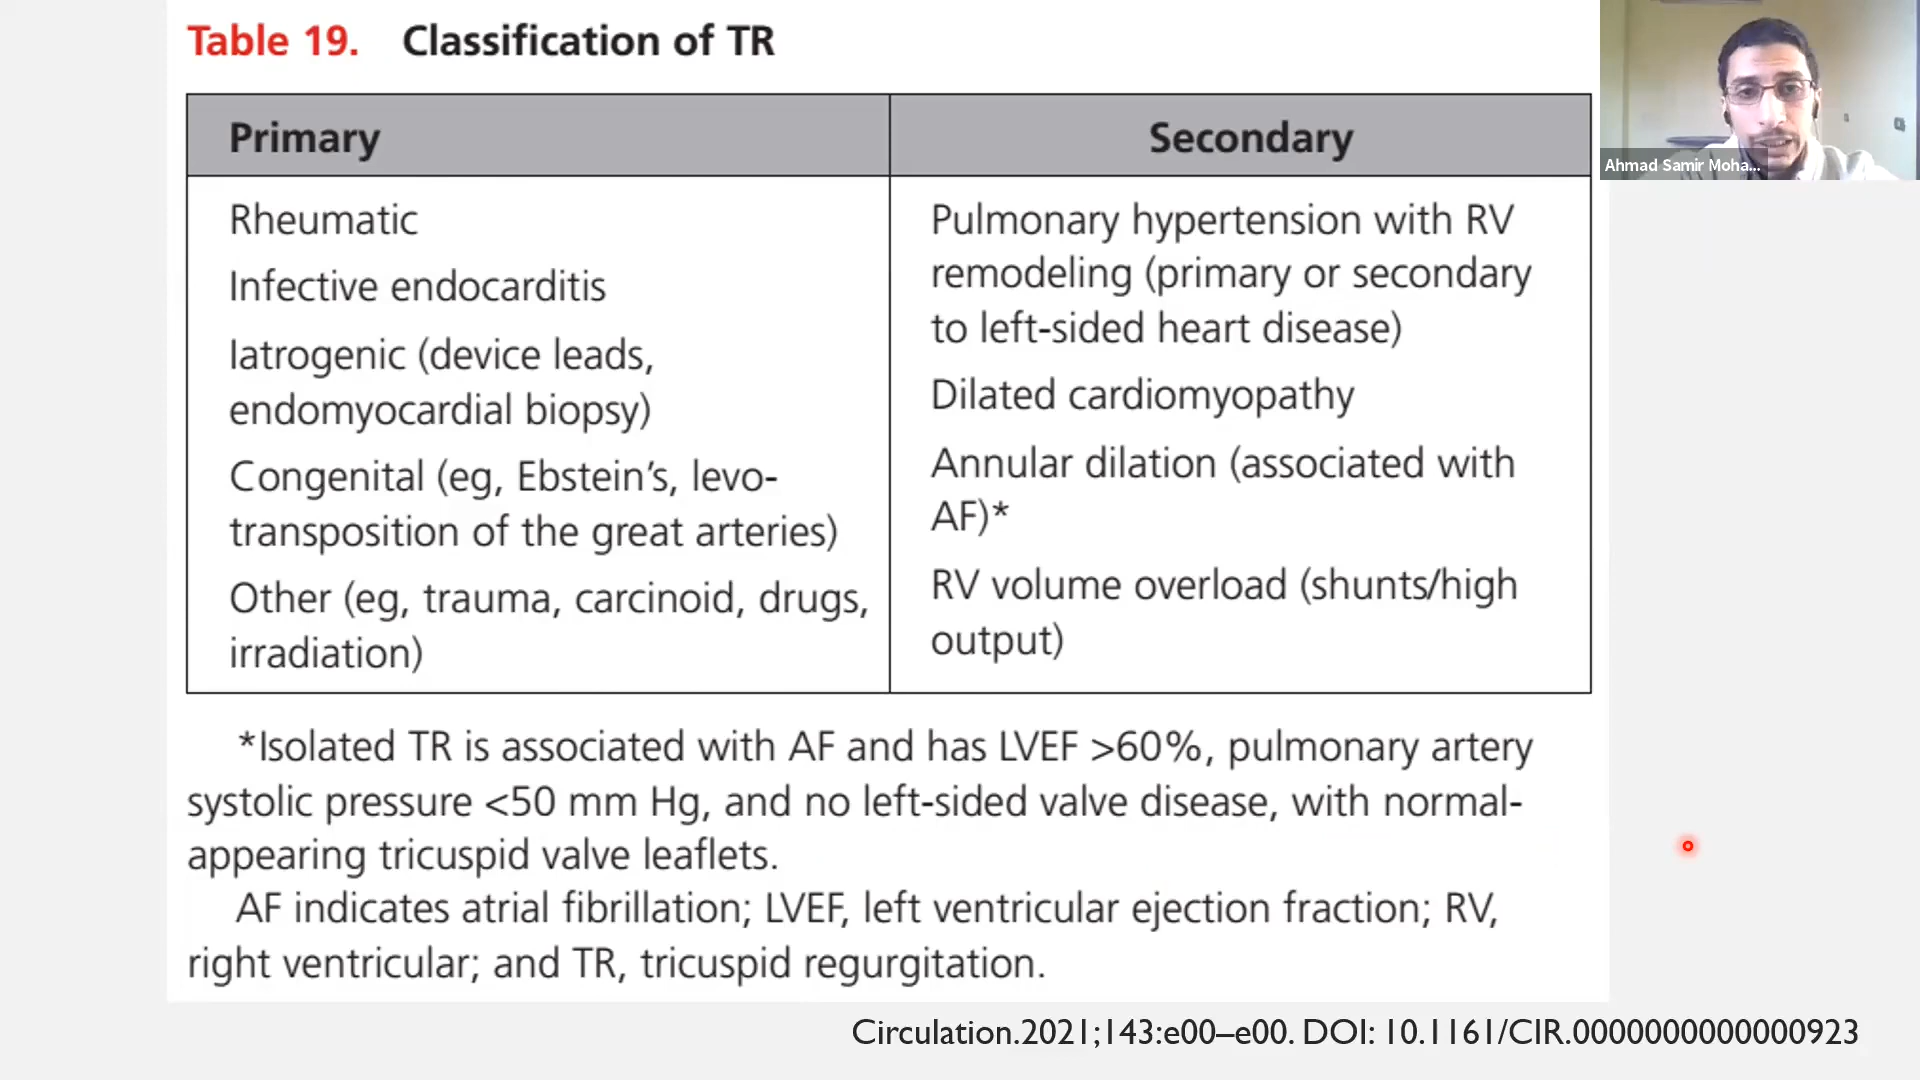 Table 19. Classification of TR
Primary
Secondary
Rheumatic
Infective endocarditis
Iatrogenic (device leads,
endomyocardial biopsy)
Congenital (eg, Ebstein’s, levo-
transposition of the great arteries)
Other (eg, trauma, carcinoid, drugs,
irradiation)
Pulmonary hypertension with RV
remodeling (primary or secondary
to left-sided heart disease)
Dilated cardiomyopathy
Annular dilation (associated with
AF)*
RV volume overload (shunts/high
output)
*Isolated TR is associated with AF and has LVEF >60%, pulmonary artery
systolic pressure <50 mm Hg, and no left-sided valve disease, with normal-
appearing tricuspid valve leaflets.
AF indicates atrial fibrillation; LVEF, left ventricular ejection fraction; RV,
right ventricular; and TR, tricuspid regurgitation.
Circulation.2021;143:e00–e00. DOI: 10.1161/CIR.0000000000000923
Ahmad Samir Moha...